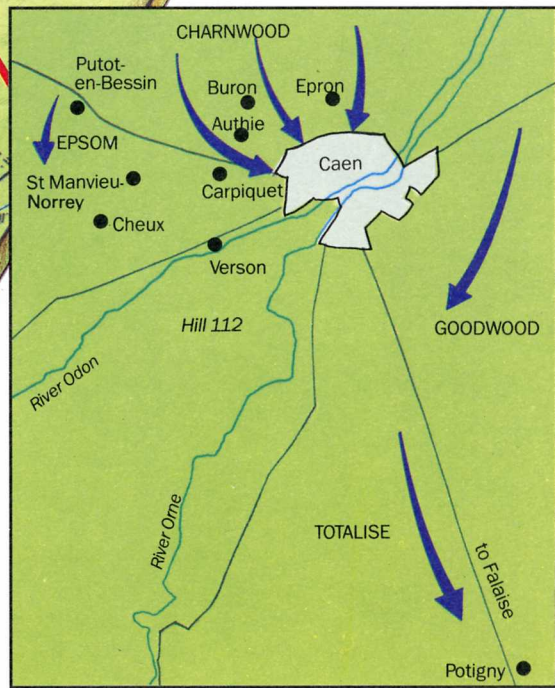 CHARNWOOD
Putot-
en-Bessin
Buron
Epron
Authie
EPSOM
Caen
St Manvieu-
Norrey
Carpiquet
Cheux
Verson
Hill 112
GOODWOOD
River Odon
River Orne
TOTALISE
to Falaise
Potigny